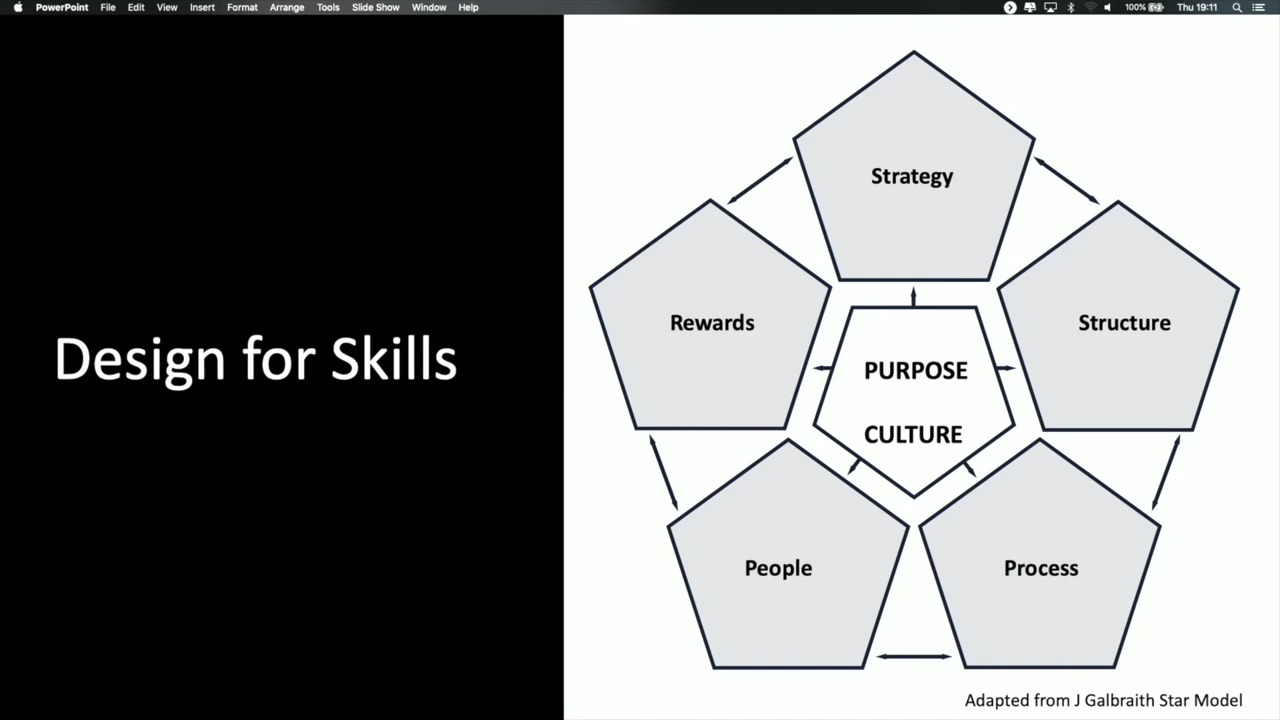 PowerPoint File Edit View Insert Format Arrange Tools Slide Show Window Help 100% Thu 19:11
Design for Skills
Strategy
Rewards
Structure
PURPOSE
CULTURE
People
Process
Adapted from J Galbraith Star Model